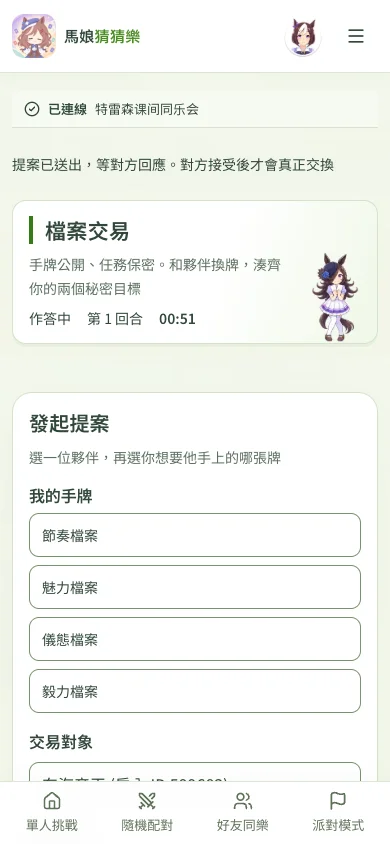 馬娘猜猜樂
已連線 特雷森课间同乐会
提案已送出，等對方回應。對方接受後才會真正交換
檔案交易
手牌公開、任務保密。和夥伴換牌，湊齊
你的兩個秘密目標
作答中 第 1 回合 00:51
發起提案
選一位夥伴，再選你想要他手上的哪張牌
我的手牌
節奏檔案
魅力檔案
儀態檔案
毅力檔案
交易對象
單人挑戰 隨機配對 好友同樂 派對模式